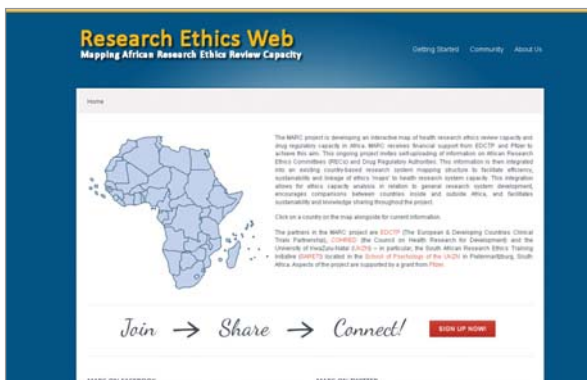 Research Ethics Web
Mapping African Research Ethics Review Capacity
Getting Started Community About Us
Home
The MARC project is developing an interactive map of health research ethics review capacity and
drug regulatory capacity in Africa. MARC receives financial support from EDCTP and Pfizer to
achieve this aim. This ongoing project invites self-uploading of information on African Research
Ethics Committees (RECs) and Drug Regulatory Authorities. This information is then integrated
into an existing country-based research system mapping structure to facilitate efficiency,
sustainability and linkage of ethics 'maps' to health research system capacity. This integration
allows for ethics capacity analysis in relation to general research system development,
encourages comparisons between countries inside and outside Africa, and facilitates
sustainability and knowledge sharing throughout the project.
Click on a country on the map alongside for current information.
The partners in the MARC project are EDCTP (The European & Developing Countries Clinical
Trials Partnership), COHRED (the Council on Health Research for Development) and the
University of KwaZulu-Natal (UKZN) – in particular, the South African Research Ethics Training
Initiative (SARETI) located in the School of Psychology of the UKZN in Pietermaritzburg, South
Africa. Aspects of the project are supported by a grant from Pfizer.
Join → Share → Connect!
SIGN UP NOW!